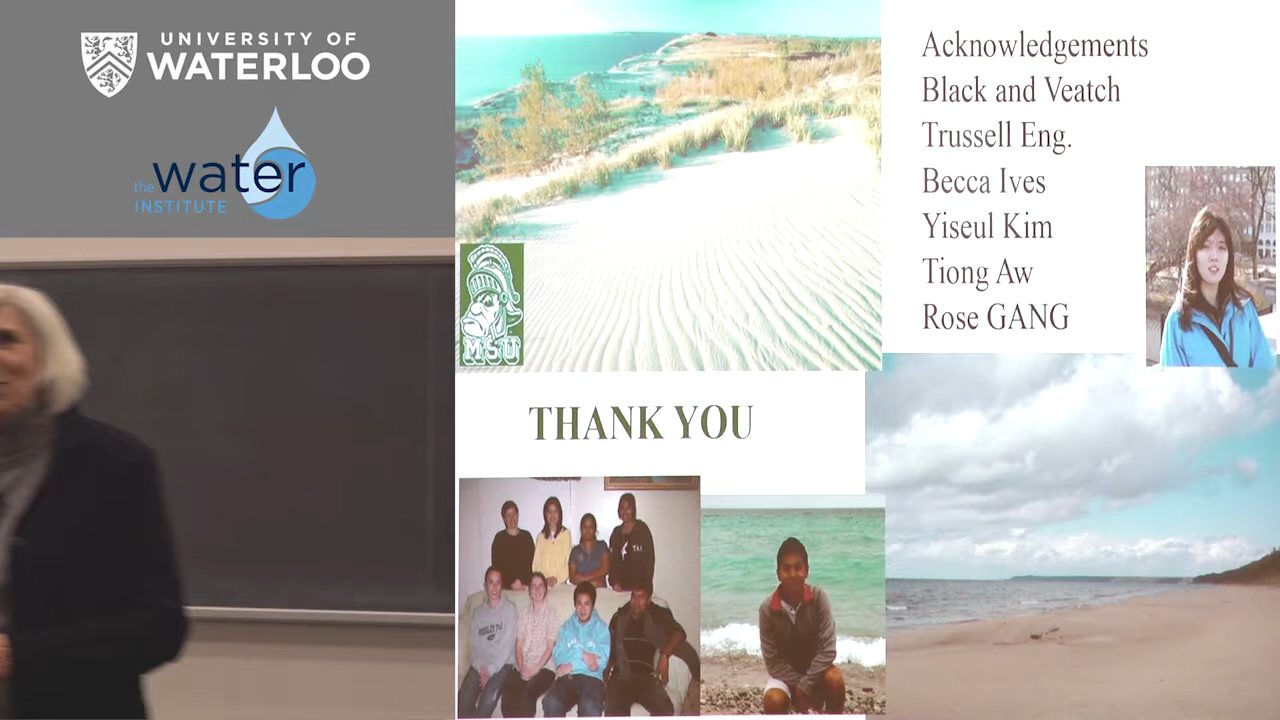 UNIVERSITY OF
WATERLOO
the water
INSTITUTE
Acknowledgements
Black and Veatch
Trussell Eng.
Becca Ives
Yiseul Kim
Tiong Aw
Rose GANG
MSU
THANK YOU